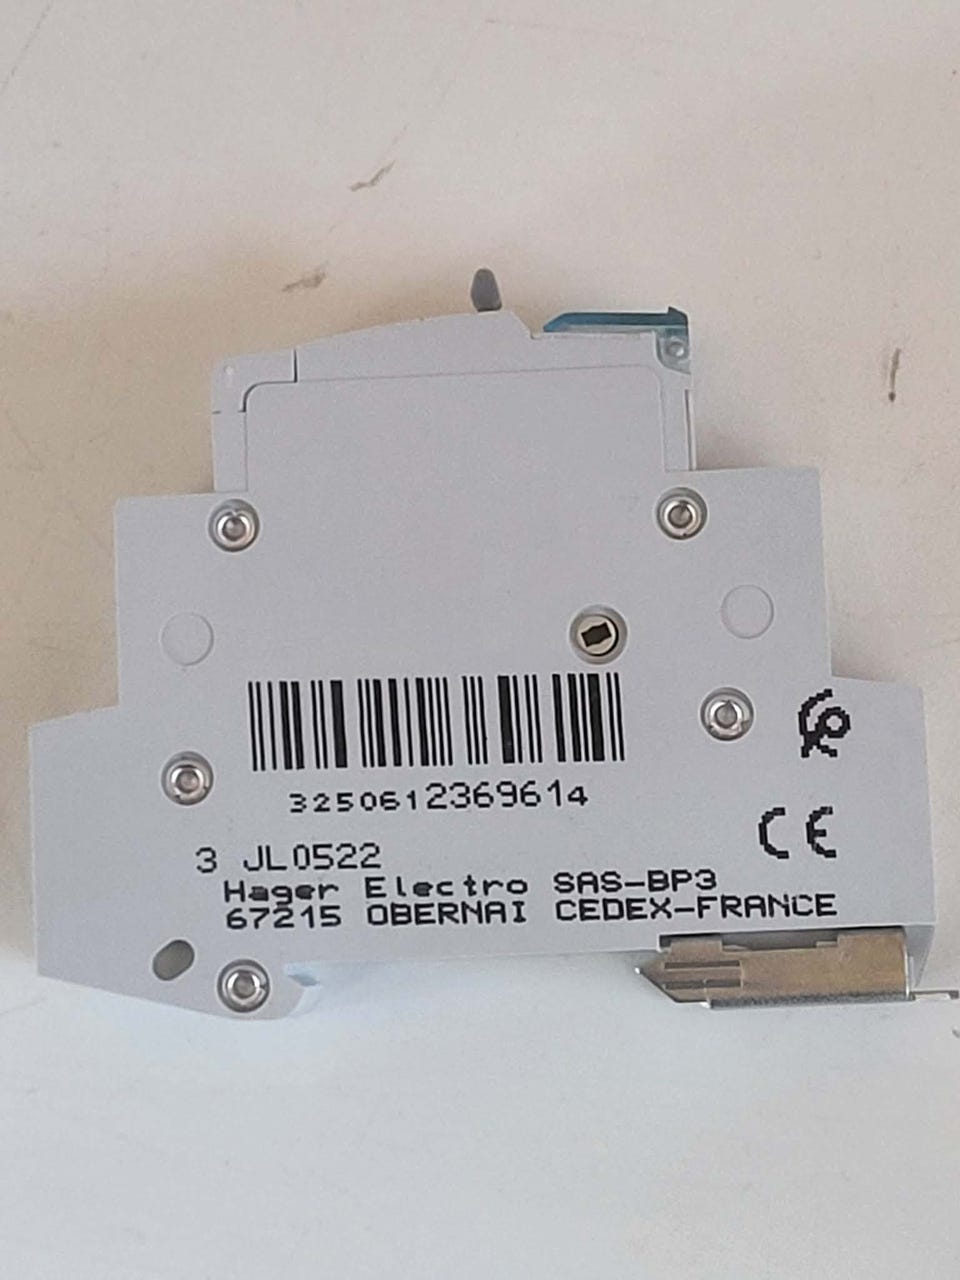 3250612369614
3 JL0522
Hager Electro SAS-BP3
67215 OBERNAI CEDEX-FRANCE
CE